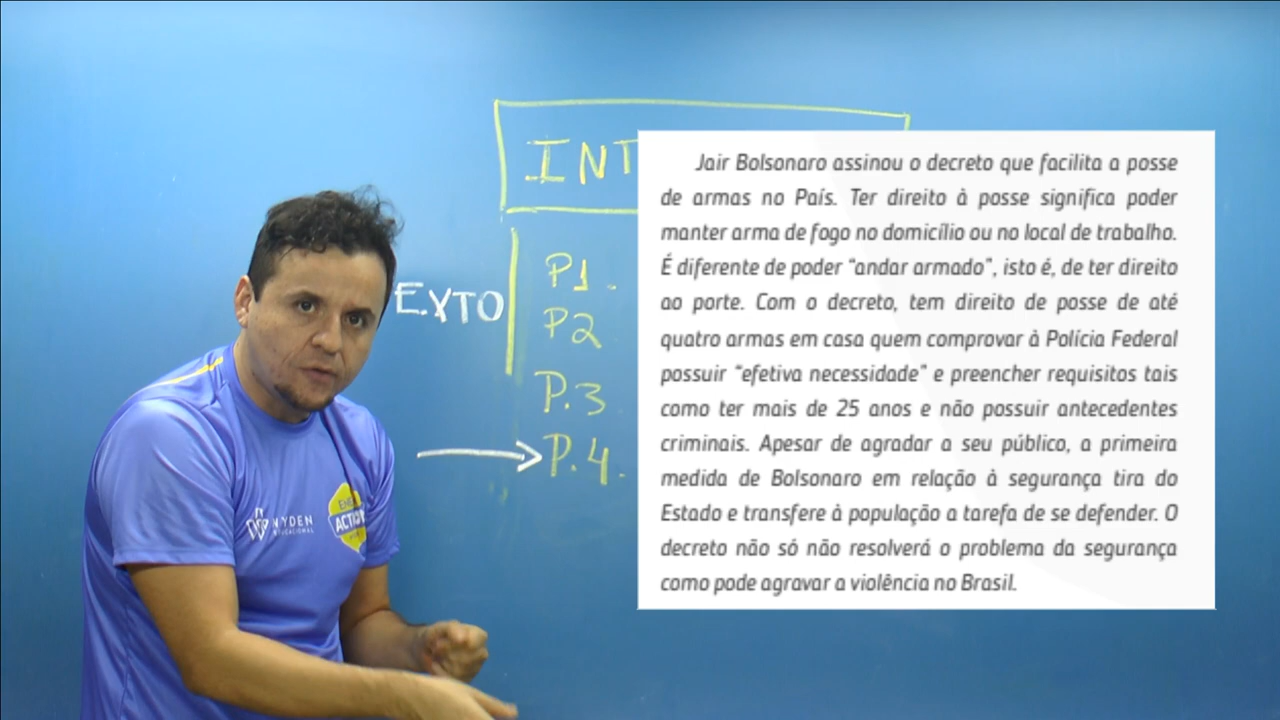 INT
EXTO
P1.
P2
P.3
P.4.
WYDEN
EDUCACIONAL
ACTION
Jair Bolsonaro assinou o decreto que facilita a posse
de armas no País. Ter direito à posse significa poder
manter arma de fogo no domicílio ou no local de trabalho.
É diferente de poder “andar armado”, isto é, de ter direito
ao porte. Com o decreto, tem direito de posse de até
quatro armas em casa quem comprovar à Polícia Federal
possuir “efetiva necessidade” e preencher requisitos tais
como ter mais de 25 anos e não possuir antecedentes
criminais. Apesar de agradar a seu público, a primeira
medida de Bolsonaro em relação à segurança tira do
Estado e transfere à população a tarefa de se defender. O
decreto não só não resolverá o problema da segurança
como pode agravar a violência no Brasil.